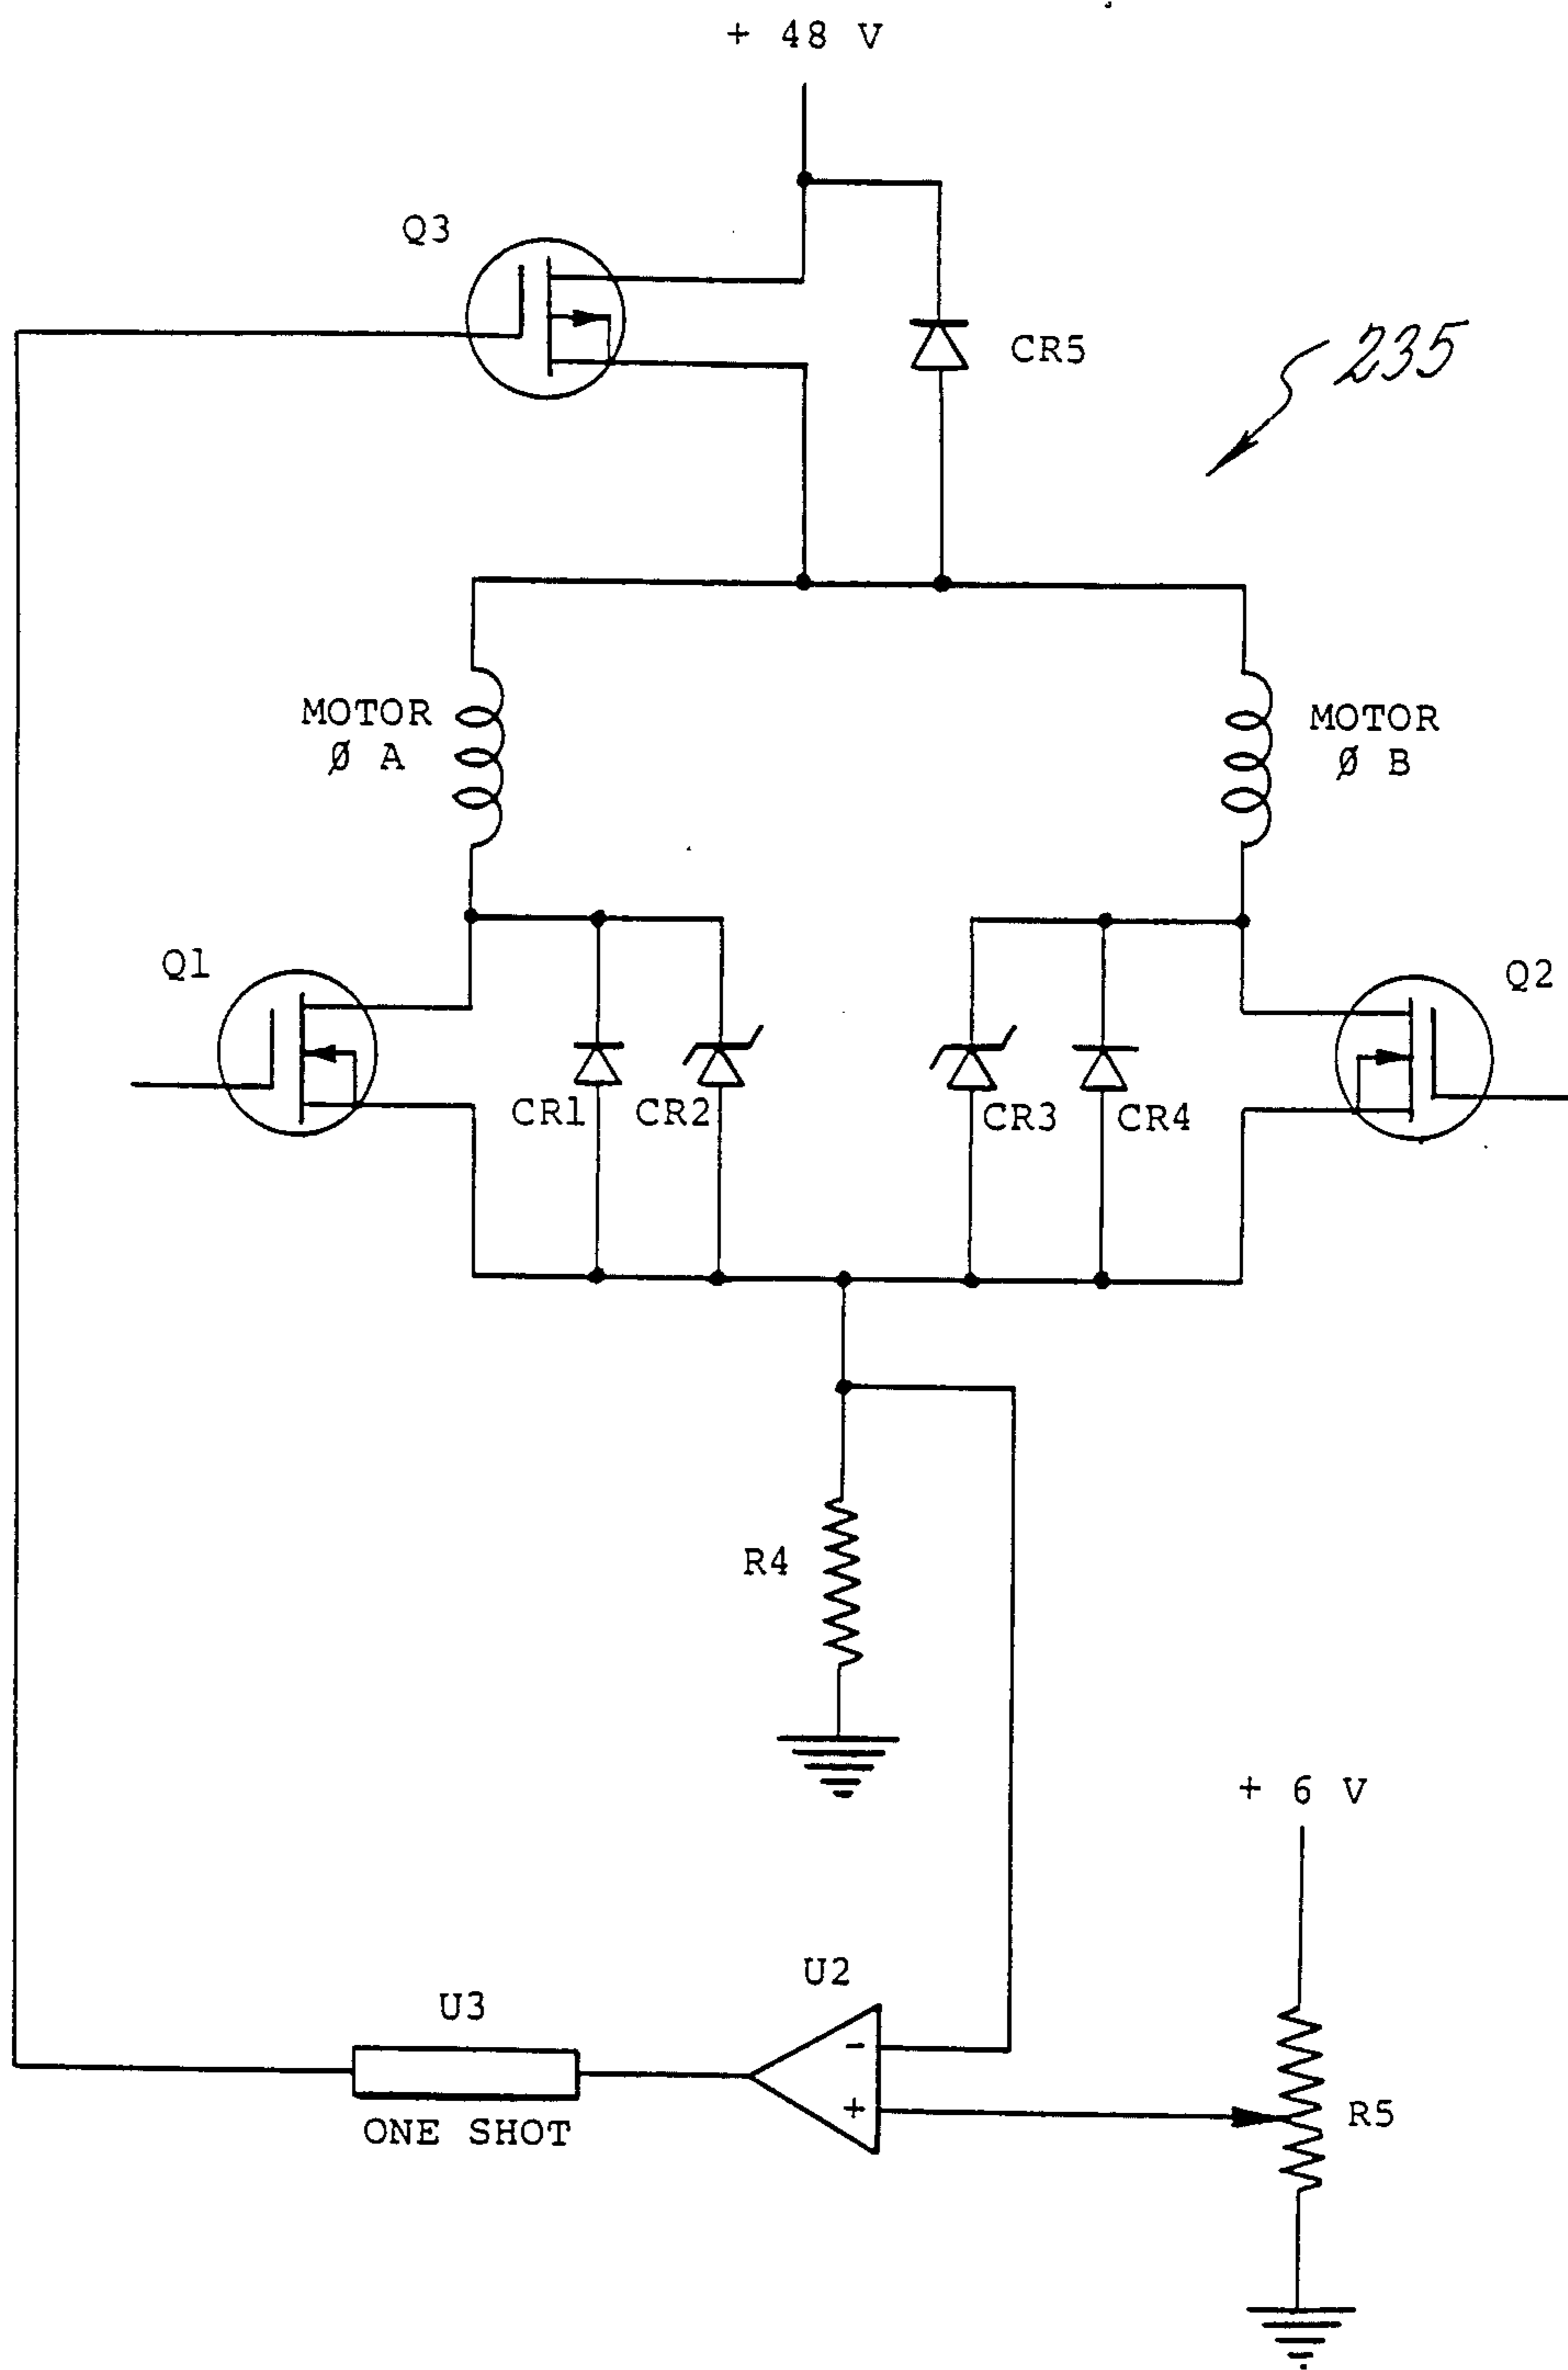 + 48 V
Q3
CR5
235
MOTOR
Ø A
MOTOR
Ø B
Q1
Q2
CR1
CR2
CR3
CR4
R4
+ 6 V
U2
U3
-
+
R5
ONE SHOT